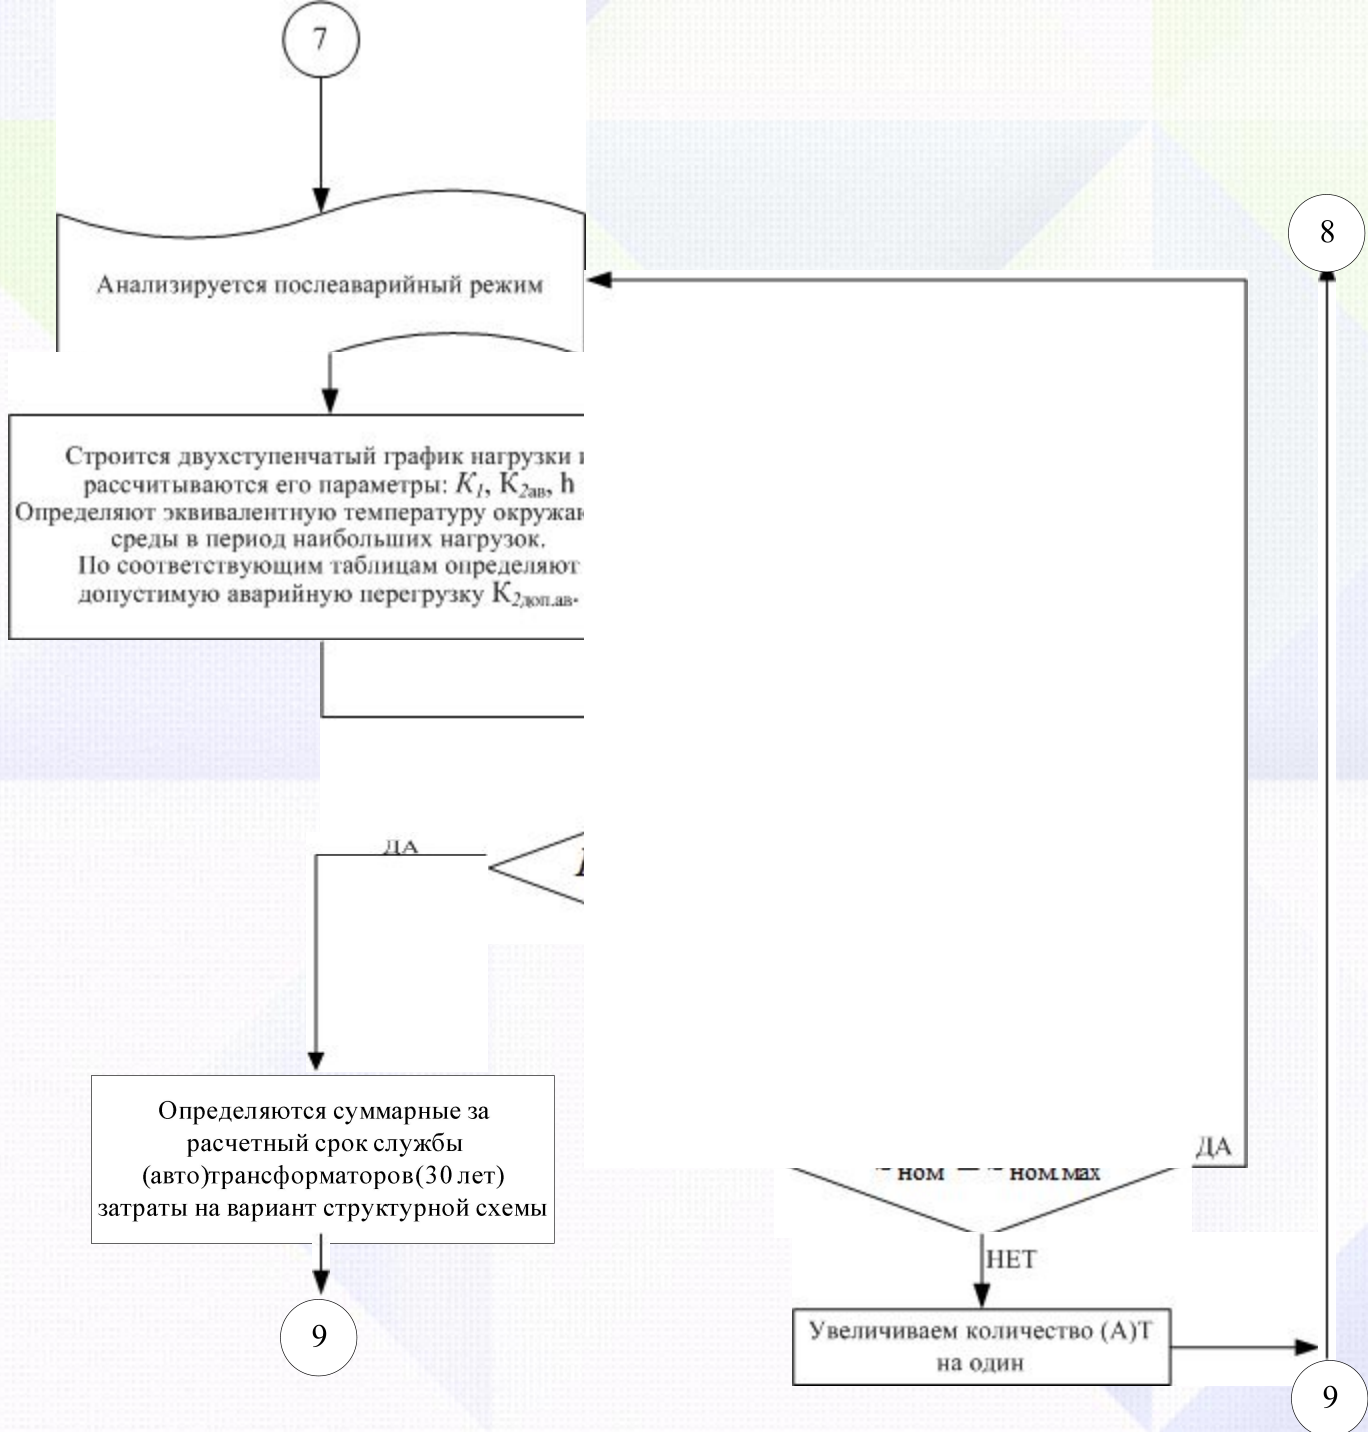 7
8
Анализируется послеаварийный режим
Строится двухступенчатый график нагрузки
рассчитываются его параметры: K1, K2ав, h
Определяют эквивалентную температуру
среды в период наибольших нагрузок.
По соответствующим таблицам определяют
допустимую аварийную перегрузку K2доп.ав.
ДА
Определяются суммарные за
расчетный срок службы
(авто)трансформаторов(30 лет)
затраты на вариант структурной схемы
9
ДА
ном ном.мах
НЕТ
Увеличиваем количество (А)Т
на один
9